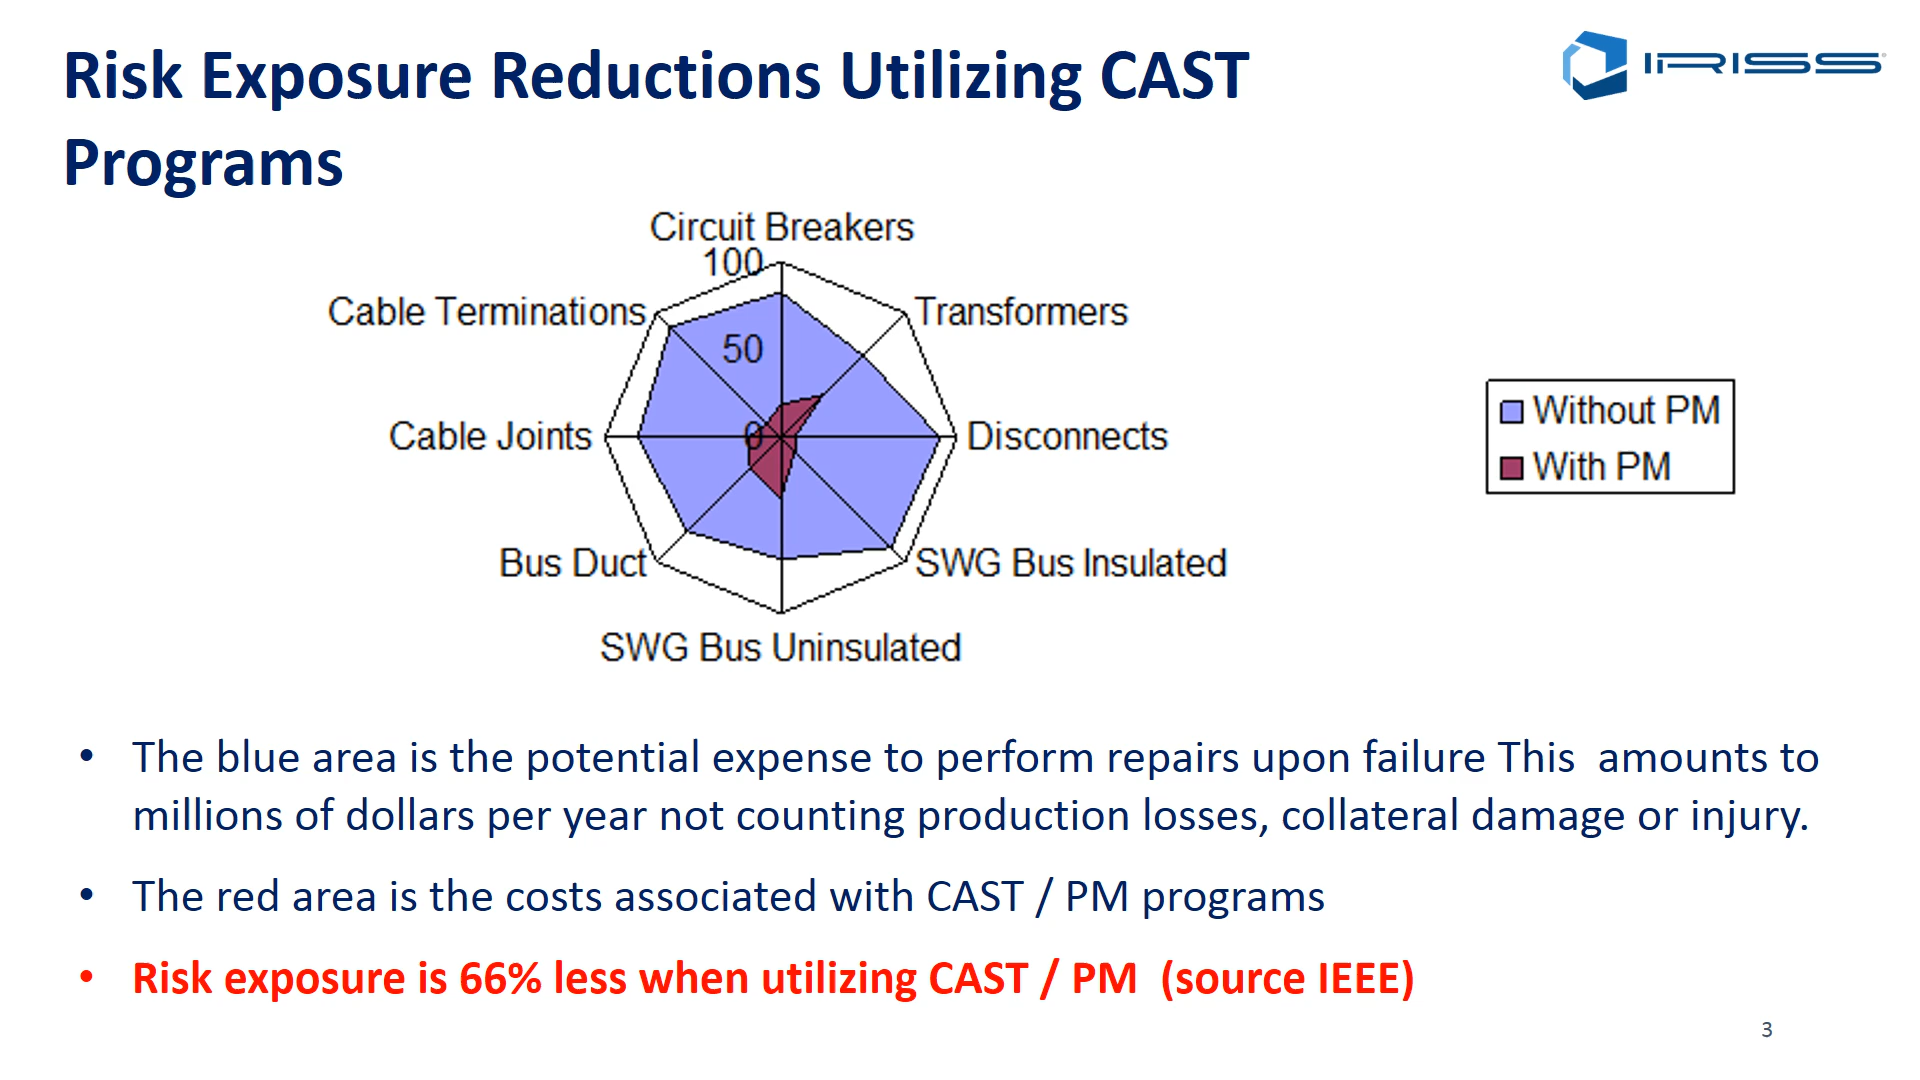 Risk Exposure Reductions Utilizing CAST
Programs
IRISS
Circuit Breakers
100
Cable Terminations
Transformers
50
Without PM
Cable Joints
0
Disconnects
With PM
Bus Duct
SWG Bus Insulated
SWG Bus Uninsulated
• The blue area is the potential expense to perform repairs upon failure This  amounts to
millions of dollars per year not counting production losses, collateral damage or injury.
• The red area is the costs associated with CAST / PM programs
• Risk exposure is 66% less when utilizing CAST / PM  (source IEEE)
3